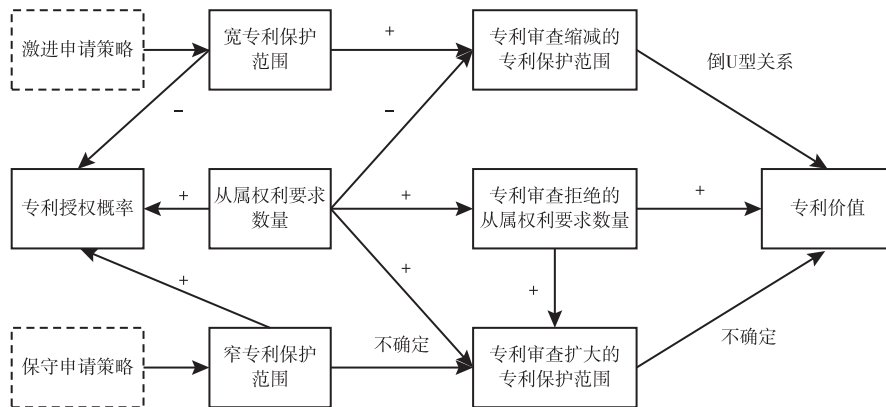 激进申请策略
宽专利保护
范围
+
专利审查缩减的
专利保护范围
倒U型关系
−
−
专利授权概率
+
从属权利要求
数量
+
专利审查拒绝的
从属权利要求数量
+
专利价值
+
+
+
保守申请策略
窄专利保护
范围
不确定
专利审查扩大的
专利保护范围
不确定